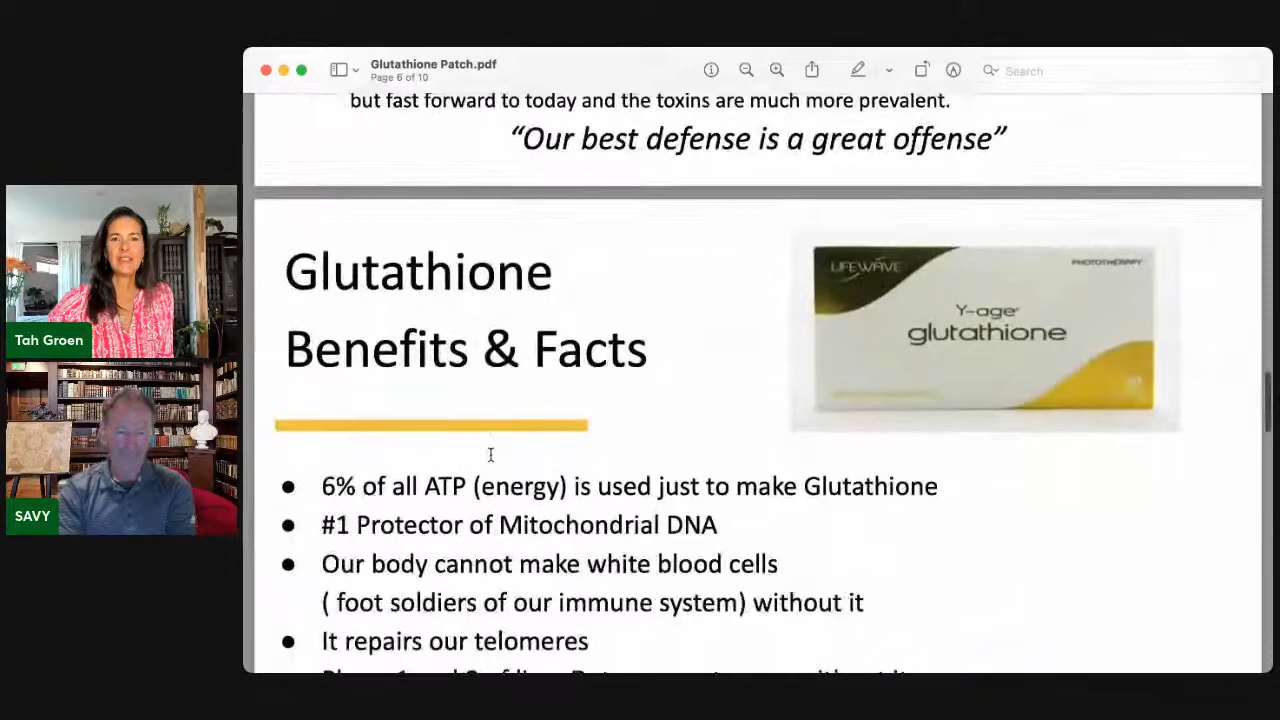 Glutathione Patch.pdf
Page 6 of 10
Search
but fast forward to today and the toxins are much more prevalent.
“Our best defense is a great offense”
Glutathione
Benefits & Facts
LIFEWAVE
PHOTOTHERAPY
Y-age
glutathione
● 6% of all ATP (energy) is used just to make Glutathione
● #1 Protector of Mitochondrial DNA
● Our body cannot make white blood cells
( foot soldiers of our immune system) without it
● It repairs our telomeres
Tah Groen
SAVY